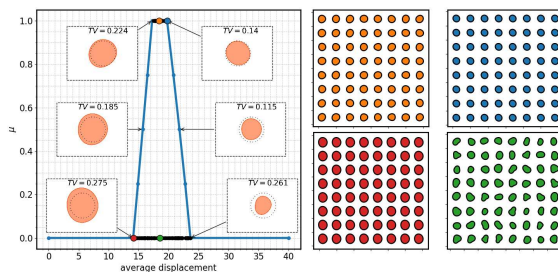 1.0
TV = 0.224
TV = 0.14
0.8
0.6
TV = 0.185
TV = 0.115
μ
0.4
0.2
TV = 0.275
TV = 0.261
0.0
0 5 10 15 20 25 30 35 40
average displacement